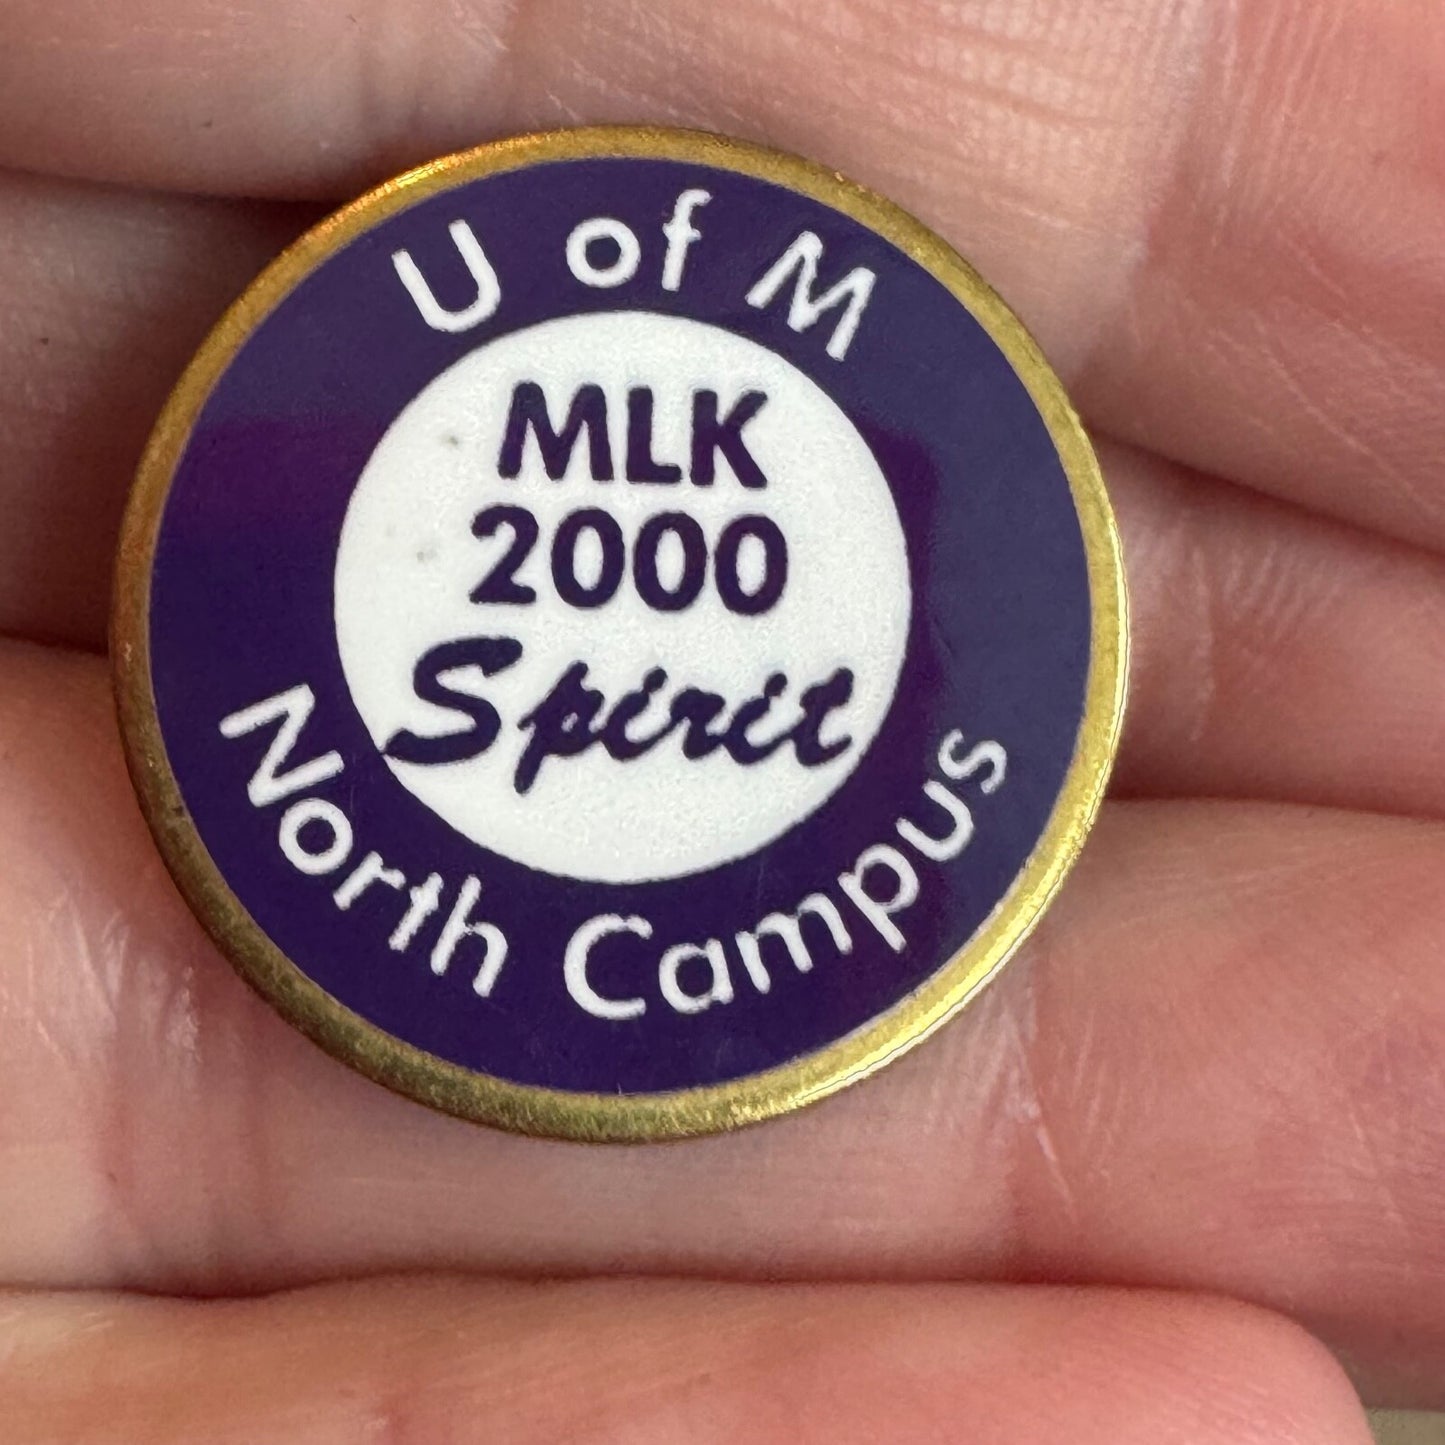 U of M
MLK
2000
Spirit
North Campus